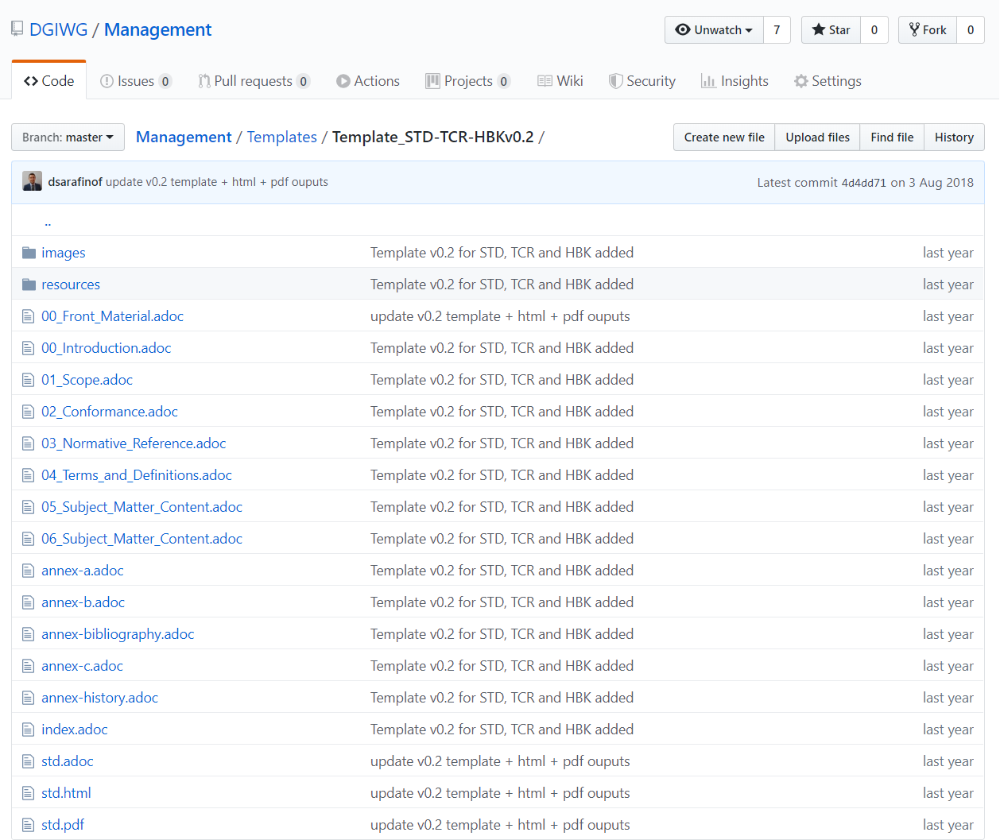 DGIWG / Management Unwatch 7 Star 0 Fork 0
Code Issues 0 Pull requests 0 Actions Projects 0 Wiki Security Insights Settings
Branch: master Management / Templates / Template_STD-TCR-HBKv0.2 / Create new file Upload files Find file History
dsarafinof update v0.2 template + html + pdf ouputs Latest commit 4d4dd71 on 3 Aug 2018
..
images Template v0.2 for STD, TCR and HBK added last year
resources Template v0.2 for STD, TCR and HBK added last year
00_Front_Material.adoc update v0.2 template + html + pdf ouputs last year
00_Introduction.adoc Template v0.2 for STD, TCR and HBK added last year
01_Scope.adoc Template v0.2 for STD, TCR and HBK added last year
02_Conformance.adoc Template v0.2 for STD, TCR and HBK added last year
03_Normative_Reference.adoc Template v0.2 for STD, TCR and HBK added last year
04_Terms_and_Definitions.adoc Template v0.2 for STD, TCR and HBK added last year
05_Subject_Matter_Content.adoc Template v0.2 for STD, TCR and HBK added last year
06_Subject_Matter_Content.adoc Template v0.2 for STD, TCR and HBK added last year
annex-a.adoc Template v0.2 for STD, TCR and HBK added last year
annex-b.adoc Template v0.2 for STD, TCR and HBK added last year
annex-bibliography.adoc Template v0.2 for STD, TCR and HBK added last year
annex-c.adoc Template v0.2 for STD, TCR and HBK added last year
annex-history.adoc Template v0.2 for STD, TCR and HBK added last year
index.adoc Template v0.2 for STD, TCR and HBK added last year
std.adoc update v0.2 template + html + pdf ouputs last year
std.html update v0.2 template + html + pdf ouputs last year
std.pdf update v0.2 template + html + pdf ouputs last year